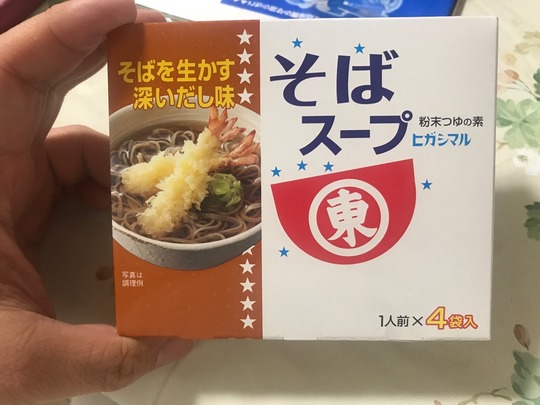 そばを生かす
深いだし味
そば
スープ
粉末つゆの素
ヒガシマル
東
写真は
調理例
1人前×4袋入